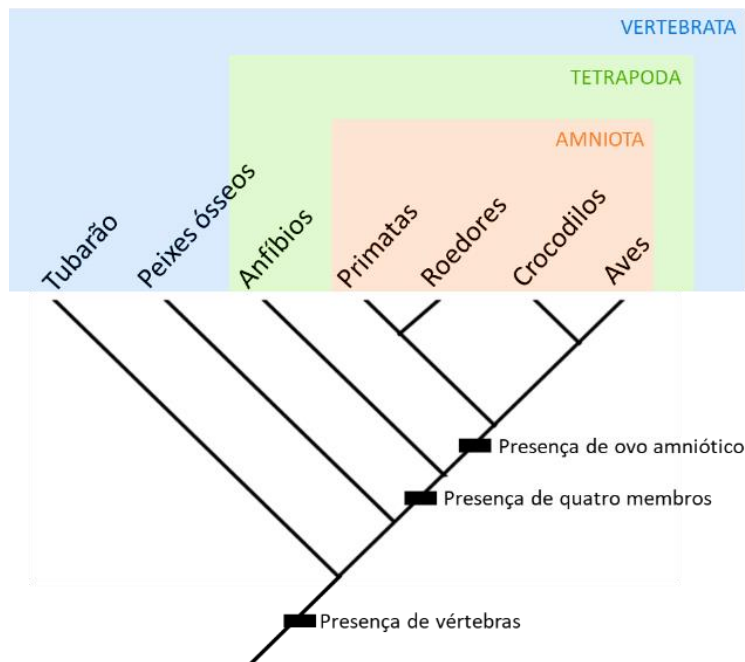 VERTEBRATA
TETRAPODA
AMNIOTA
Tubarão
Peixes ósseos
Anfíbios
Primatas
Roedores
Crocodilos
Aves
Presença de ovo amniótico
Presença de quatro membros
Presença de vértebras